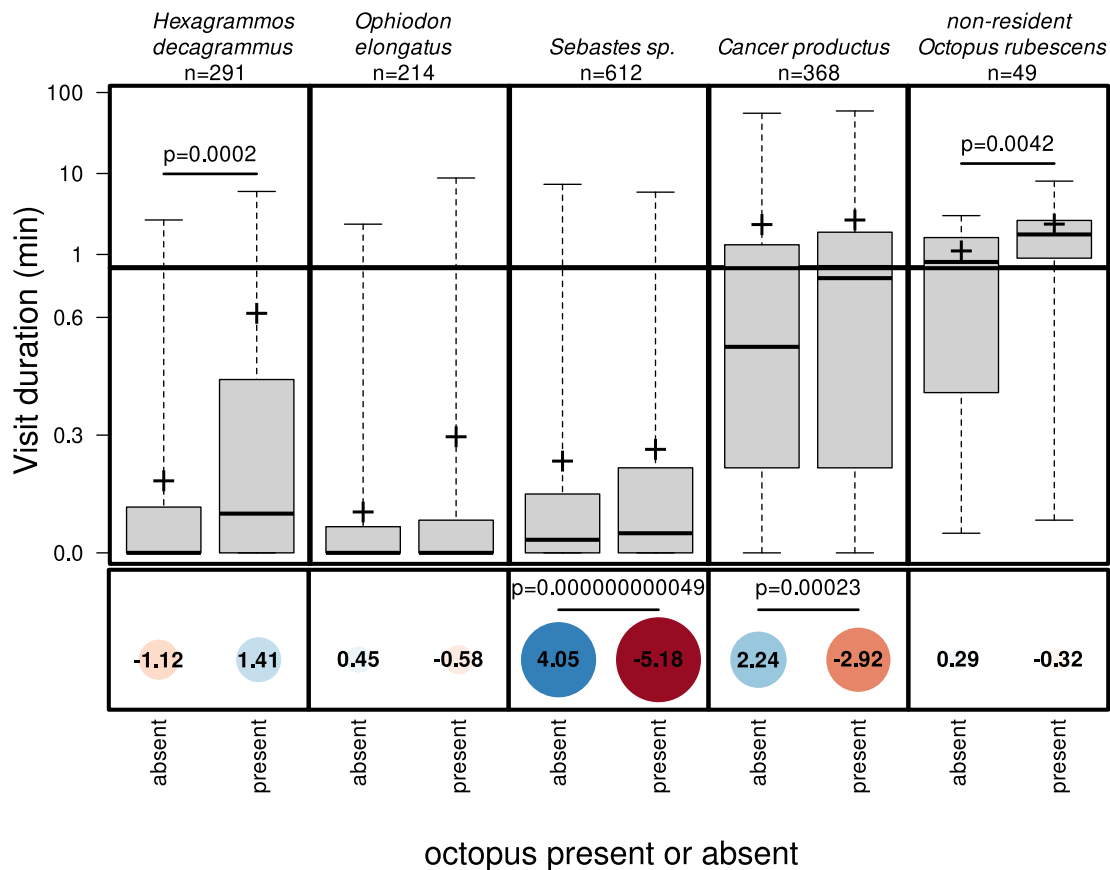 Hexagrammos
decagrammus
n=291
Ophiodon
elongatus
n=214
Sebastes sp.
n=612
Cancer productus
n=368
non-resident
Octopus rubescens
n=49
Visit duration (min)
100
10
1
0.6
0.3
0.0
p=0.0002
p=0.0042
p=0.000000000049
p=0.00023
-1.12
1.41
0.45
-0.58
4.05
-5.18
2.24
-2.92
0.29
-0.32
absent
present
absent
present
absent
present
absent
present
absent
present
octopus present or absent